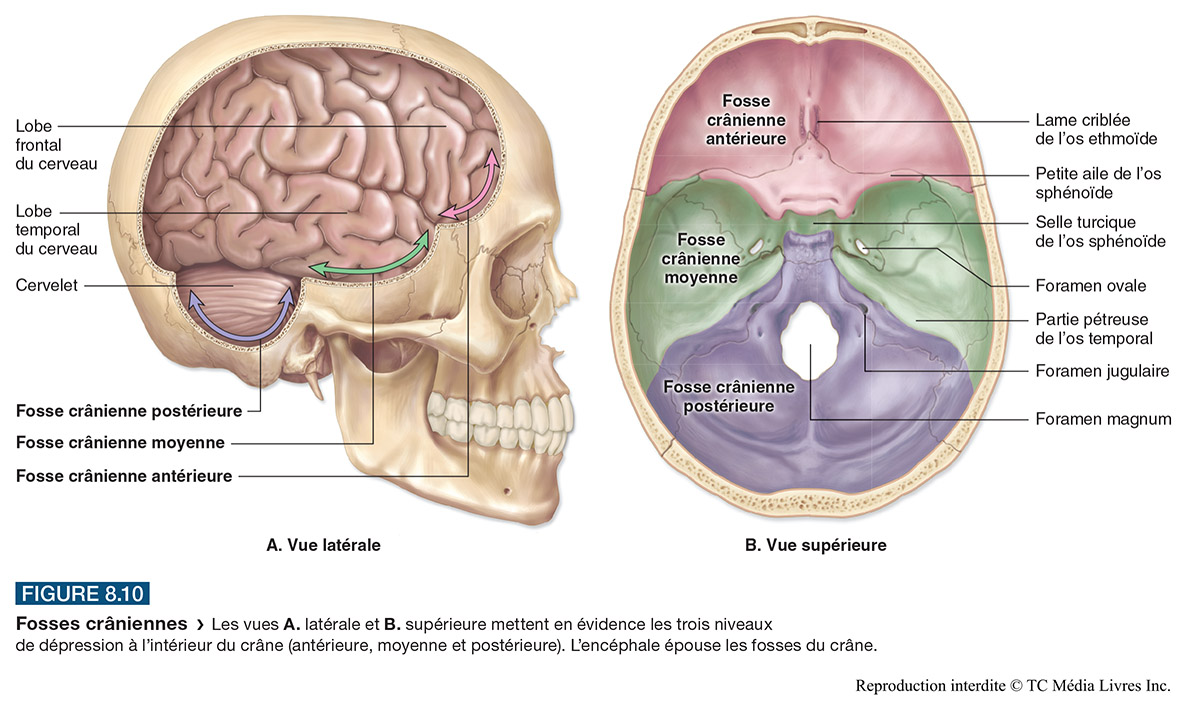 Lobe
frontal
du cerveau
Lobe
temporal
du cerveau
Cervelet
Fosse crânienne postérieure
Fosse crânienne moyenne
Fosse crânienne antérieure
A. Vue latérale
Fosse
crânienne
antérieure
Fosse
crânienne
moyenne
Fosse crânienne
postérieure
Lame criblée
de l'os ethmoïde
Petite aile de l'os
sphénoïde
Selle turcique
de l'os sphénoïde
Foramen ovale
Partie pétreuse
de l'os temporal
Foramen jugulaire
Foramen magnum
B. Vue supérieure
FIGURE 8.10
Fosses crâniennes › Les vues A. latérale et B. supérieure mettent en évidence les trois niveaux
de dépression à l'intérieur du crâne (antérieure, moyenne et postérieure). L'encéphale épouse les fosses du crâne.
Reproduction interdite © TC Média Livres Inc.